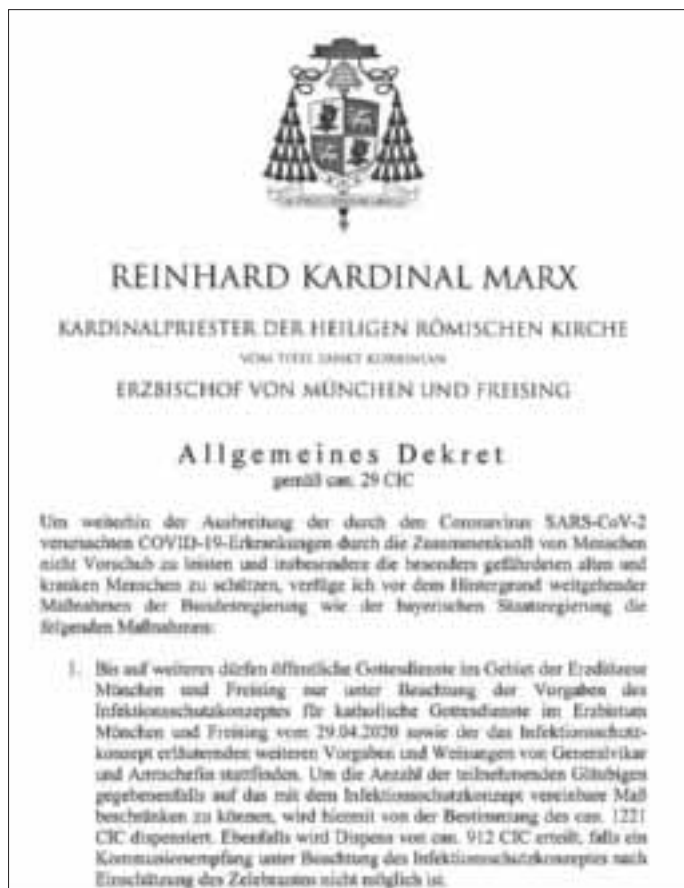 REINHARD KARDINAL MARX
KARDINALPRIESTER DER HEILIGEN RÖMISCHEN KIRCHE
VOM TITEL SANKT KORBINIAN
ERZBISCHOF VON MÜNCHEN UND FREISING
Allgemeines Dekret
gemäß can. 29 CIC
Um weiterhin der Ausbreitung der durch den Coronavirus SARS-CoV-2
verursachten COVID-19-Erkrankungen durch die Zusammenkunft von Menschen
nicht Vorschub zu leisten und insbesondere die besonders gefährdeten alten und
kranken Menschen zu schützen, verfüge ich vor dem Hintergrund weitgehender
Maßnahmen der Bundesregierung wie der bayerischen Staatsregierung die
folgenden Maßnahmen:
1. Bis auf weiteres dürfen öffentliche Gottesdienste im Gebiet der Erzdiözese
München und Freising nur unter Beachtung der Vorgaben des
Infektionsschutzkonzeptes für katholische Gottesdienste im Erzbistum
München und Freising vom 29.04.2020 sowie der das Infektionsschutz-
konzept erläuternden weiteren Vorgaben und Weisungen von Generalvikar
und Amtschefin stattfinden. Um die Anzahl der teilnehmenden Gläubigen
gegebenenfalls auf das mit dem Infektionsschutzkonzept vereinbare Maß
beschränken zu können, wird hiermit von der Bestimmung des can. 1221
CIC dispensiert. Ebenfalls wird Dispens von can. 912 CIC erteilt, falls ein
Kommunionempfang unter Beachtung des Infektionsschutzkonzeptes nach
Einschätzung des Zelebranten nicht möglich ist.